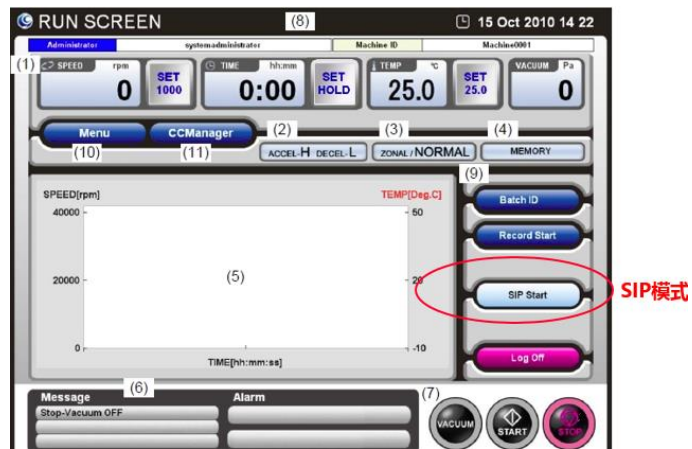 RUN SCREEN (8) 15 Oct 2010 14 22
Administrator systemadministrator Machine ID Machine0001
(1) SPEED rpm TIME hh:mm TEMP ℃ VACUUM Pa
0 SET 1000 0:00 SET HOLD 25.0 SET 25.0 0
Menu CCManager (2) (3) (4)
(10) (11) ACCEL-H DECEL-L ZONAL / NORMAL MEMORY
(9)
SPEED[rpm] TEMP[Deg.C] Batch ID
40000 50
Record Start
20000 (5) 20 SIP Start SIP模式
0 -10
TIME[hh:mm:ss] Log Off
(6) (7)
Message Alarm
Stop-Vacuum OFF
VACUUM START STOP